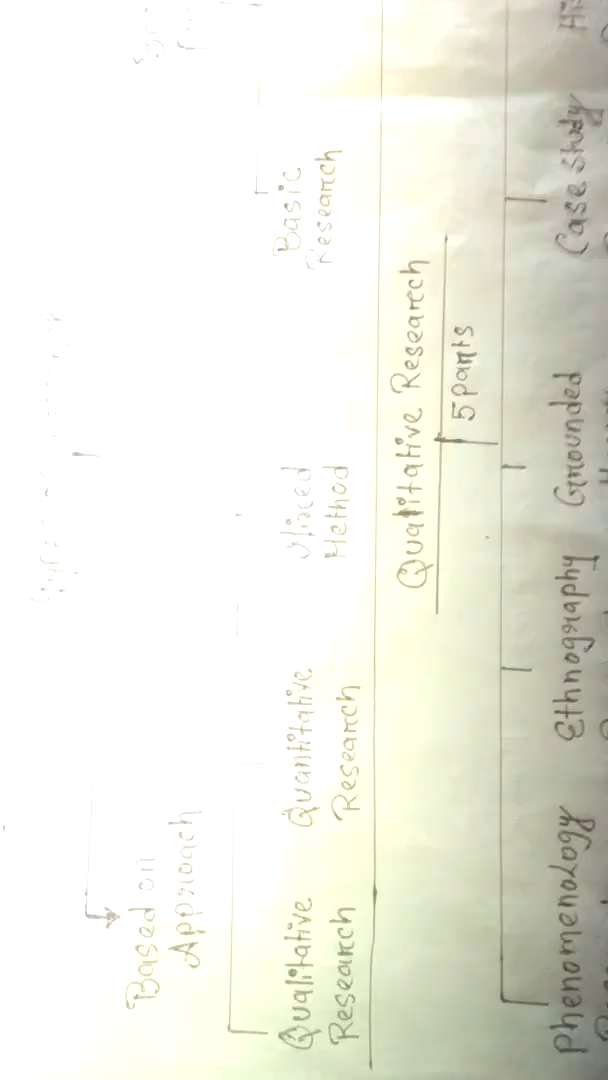 Based on
Approach
Qualitative
Research
Quantitative
Research
Mixed
Method
Basic
Research
Qualitative Research
5 parts
Phenomenology
Ethnography
Grounded
Case study